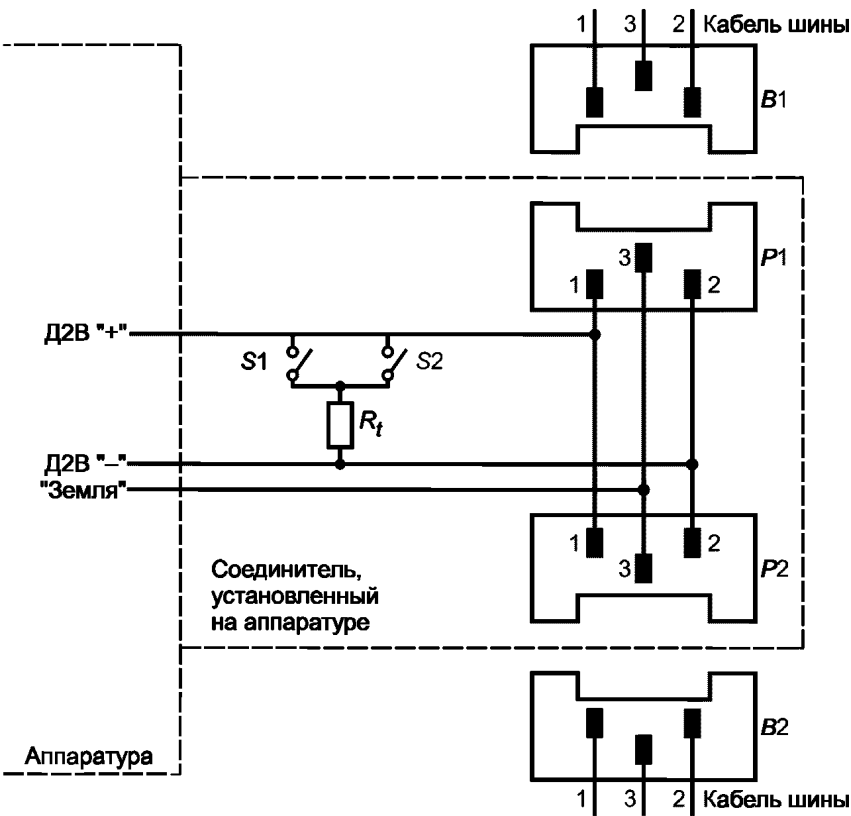 1 3 2 Кабель шины
B1
P1
3
1 2
Д2В "+"
S1 S2
Rt
Д2В "–"
"Земля"
1 2
3
P2
Соединитель,
установленный
на аппаратуре
B2
Аппаратура
1 3 2 Кабель шины